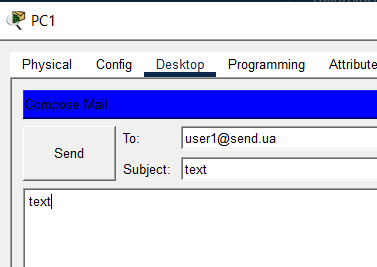 PC1
Physical Config Desktop Programming Attribute
Compose Mail
Send
To: user1@send.ua
Subject: text
text